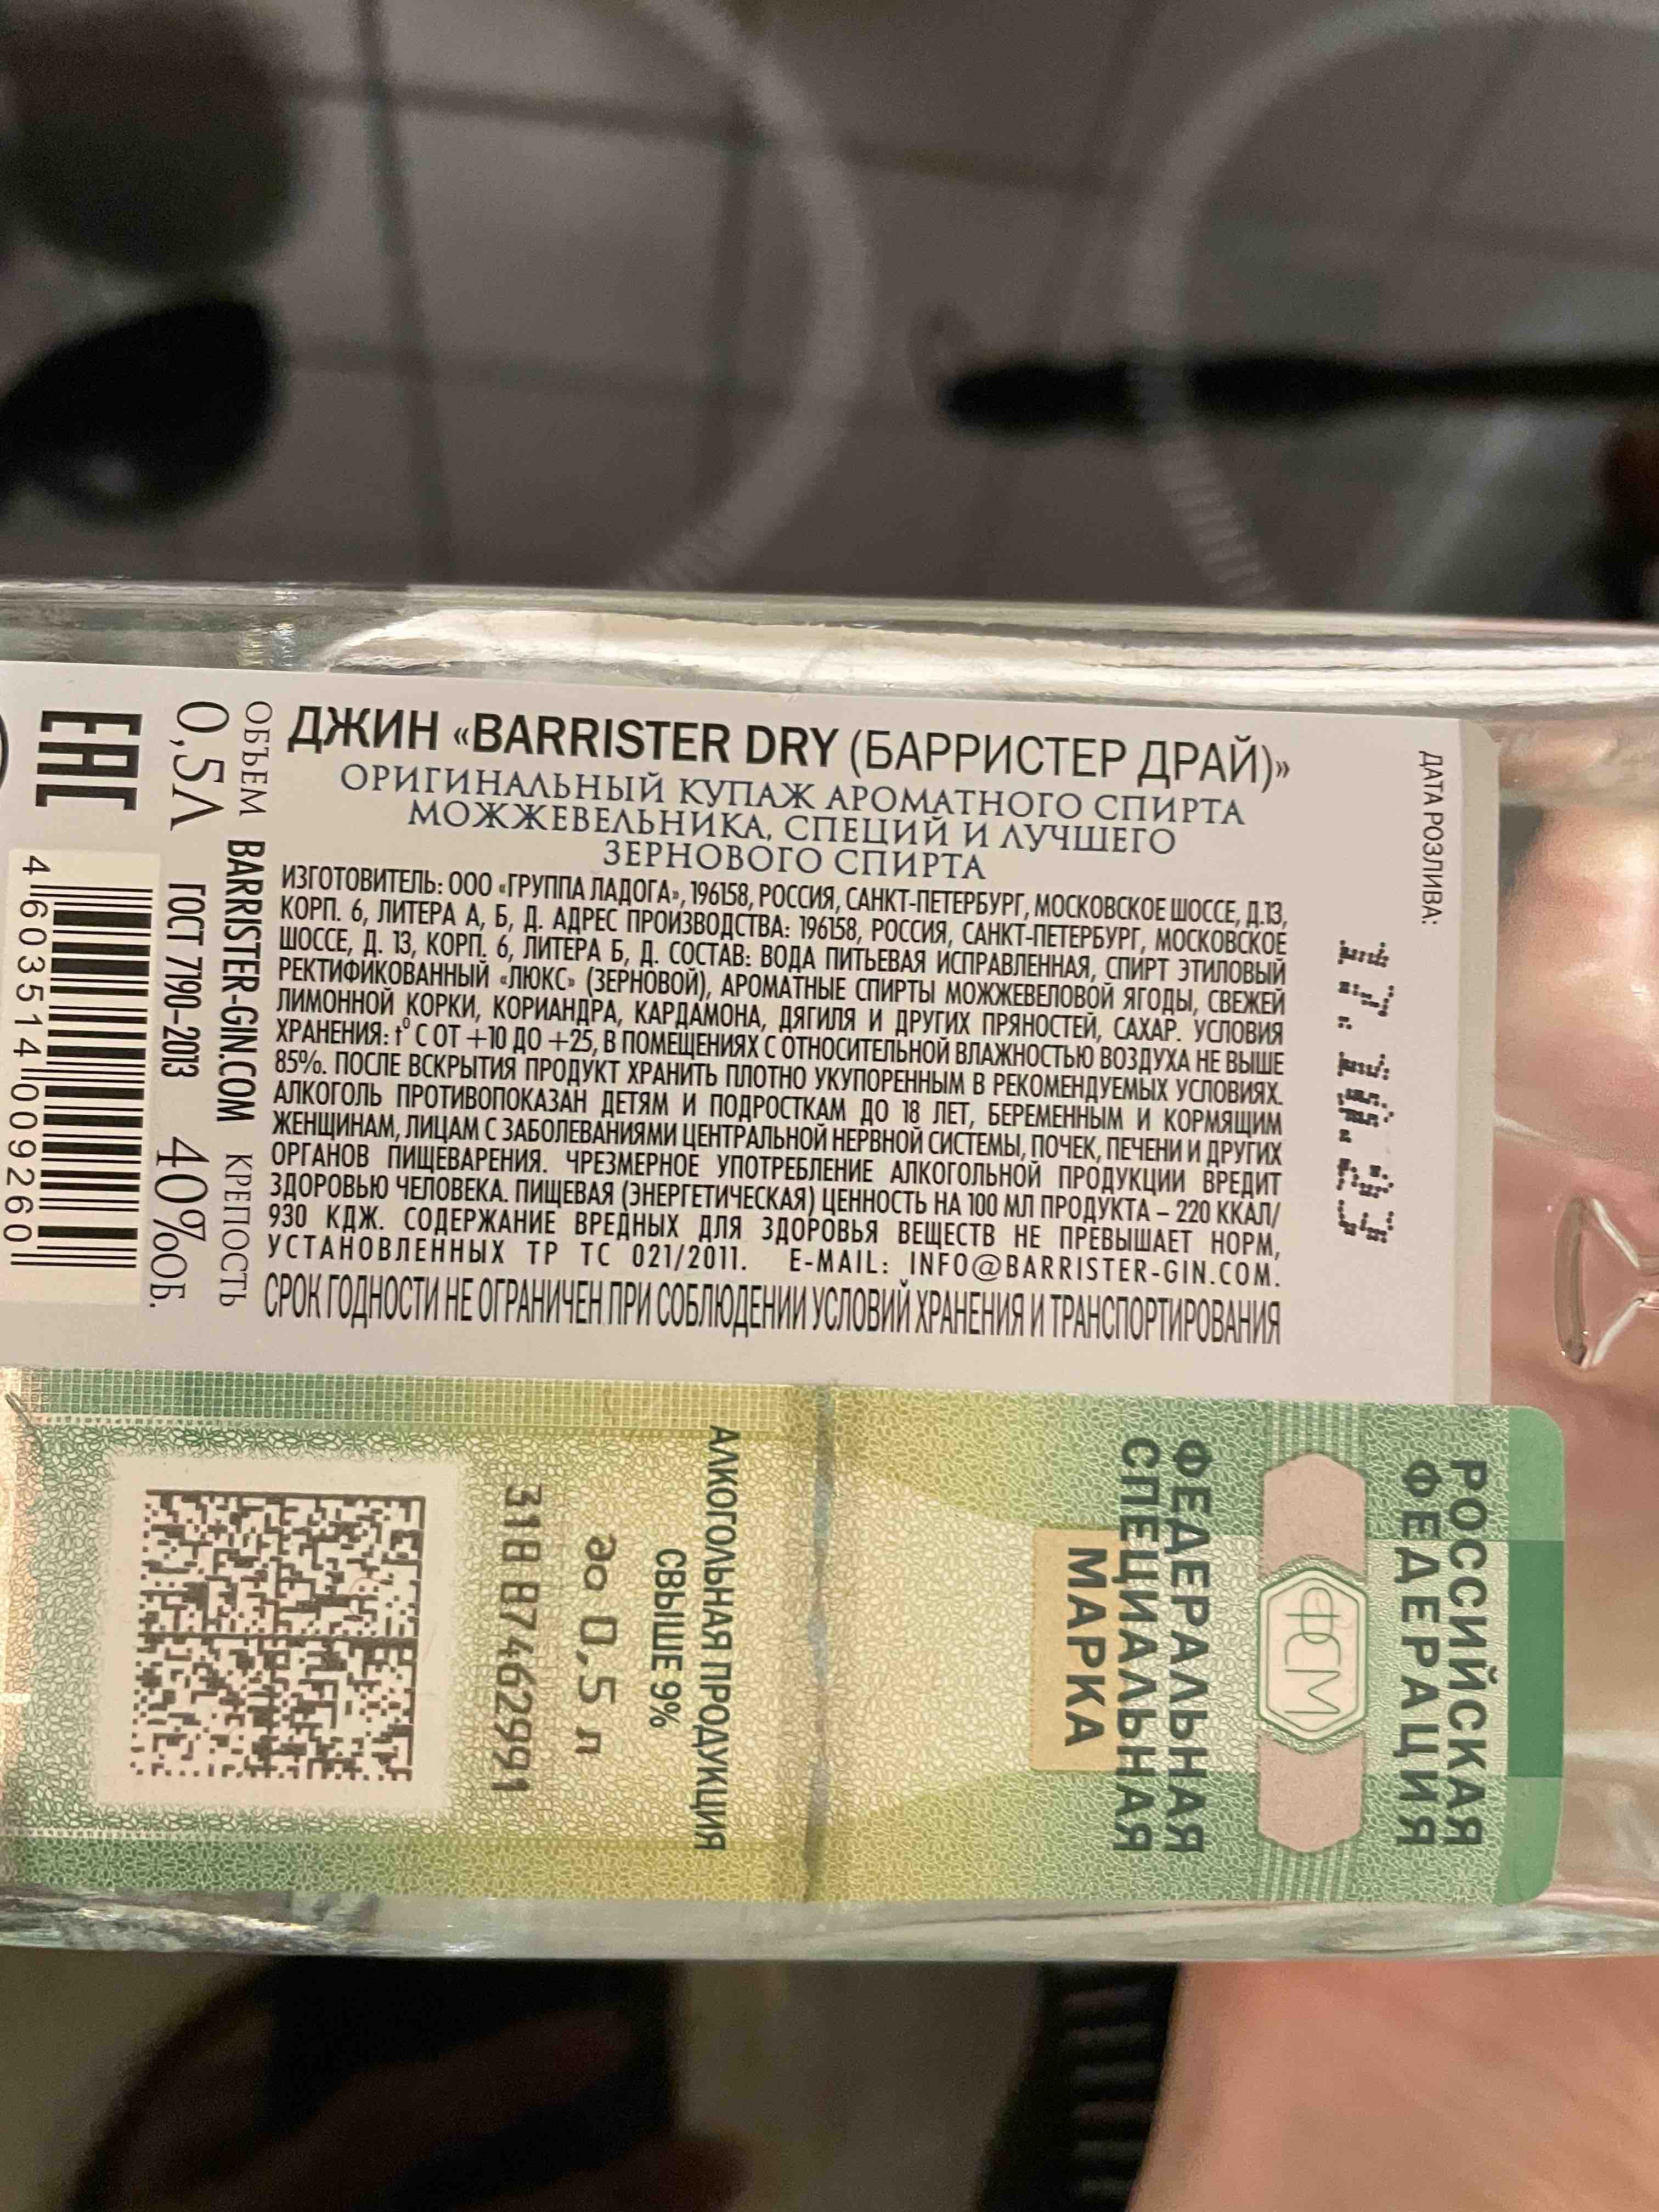 ДАТА РОЗЛИВА:
ДЖИН «BARRISTER DRY (БАРРИСТЕР ДРАЙ)»
ОРИГИНАЛЬНЫЙ КУПАЖ АРОМАТНОГО СПИРТА
МОЖЖЕВЕЛЬНИКА, СПЕЦИЙ И ЛУЧШЕГО
ЗЕРНОВОГО СПИРТА
ИЗГОТОВИТЕЛЬ: ООО «ГРУППА ЛАДОГА», 196158, РОССИЯ, САНКТ-ПЕТЕРБУРГ, МОСКОВСКОЕ ШОССЕ, Д.13,
КОРП. 6, ЛИТЕРА А, Б, Д. АДРЕС ПРОИЗВОДСТВА: 196158, РОССИЯ, САНКТ-ПЕТЕРБУРГ, МОСКОВСКОЕ
ШОССЕ, Д. 13, КОРП. 6, ЛИТЕРА Б, Д. СОСТАВ: ВОДА ПИТЬЕВАЯ ИСПРАВЛЕННАЯ, СПИРТ ЭТИЛОВЫЙ
РЕКТИФИКОВАННЫЙ «ЛЮКС» (ЗЕРНОВОЙ), АРОМАТНЫЕ СПИРТЫ МОЖЖЕВЕЛОВОЙ ЯГОДЫ, СВЕЖЕЙ
ЛИМОННОЙ КОРКИ, КОРИАНДРА, КАРДАМОНА, ДЯГИЛЯ И ДРУГИХ ПРЯНОСТЕЙ, САХАР. УСЛОВИЯ
ХРАНЕНИЯ: t° С ОТ +10 ДО +25, В ПОМЕЩЕНИЯХ С ОТНОСИТЕЛЬНОЙ ВЛАЖНОСТЬЮ ВОЗДУХА НЕ ВЫШЕ
85%. ПОСЛЕ ВСКРЫТИЯ ПРОДУКТ ХРАНИТЬ ПЛОТНО УКУПОРЕННЫМ В РЕКОМЕНДУЕМЫХ УСЛОВИЯХ.
АЛКОГОЛЬ ПРОТИВОПОКАЗАН ДЕТЯМ И ПОДРОСТКАМ ДО 18 ЛЕТ, БЕРЕМЕННЫМ И КОРМЯЩИМ
ЖЕНЩИНАМ, ЛИЦАМ С ЗАБОЛЕВАНИЯМИ ЦЕНТРАЛЬНОЙ НЕРВНОЙ СИСТЕМЫ, ПОЧЕК, ПЕЧЕНИ И ДРУГИХ
ОРГАНОВ ПИЩЕВАРЕНИЯ. ЧРЕЗМЕРНОЕ УПОТРЕБЛЕНИЕ АЛКОГОЛЬНОЙ ПРОДУКЦИИ ВРЕДИТ
ЗДОРОВЬЮ ЧЕЛОВЕКА. ПИЩЕВАЯ (ЭНЕРГЕТИЧЕСКАЯ) ЦЕННОСТЬ НА 100 МЛ ПРОДУКТА – 220 ККАЛ/
930 КДЖ. СОДЕРЖАНИЕ ВРЕДНЫХ ДЛЯ ЗДОРОВЬЯ ВЕЩЕСТВ НЕ ПРЕВЫШАЕТ НОРМ,
УСТАНОВЛЕННЫХ ТР ТС 021/2011. E-MAIL: INFO@BARRISTER-GIN.COM.
СРОК ГОДНОСТИ НЕ ОГРАНИЧЕН ПРИ СОБЛЮДЕНИИ УСЛОВИЙ ХРАНЕНИЯ И ТРАНСПОРТИРОВАНИЯ
ОБЪЕМ BARRISTER-GIN.COM КРЕПОСТЬ
0,5Л ГОСТ 7190-2013 40%ОБ.
ЕАС
4 603514 009260
РОССИЙСКАЯ
ФЕДЕРАЦИЯ
ФСМ
ФЕДЕРАЛЬНАЯ
СПЕЦИАЛЬНАЯ
МАРКА
АЛКОГОЛЬНАЯ ПРОДУКЦИЯ
СВЫШЕ 9%
до 0,5 л
318 87462991